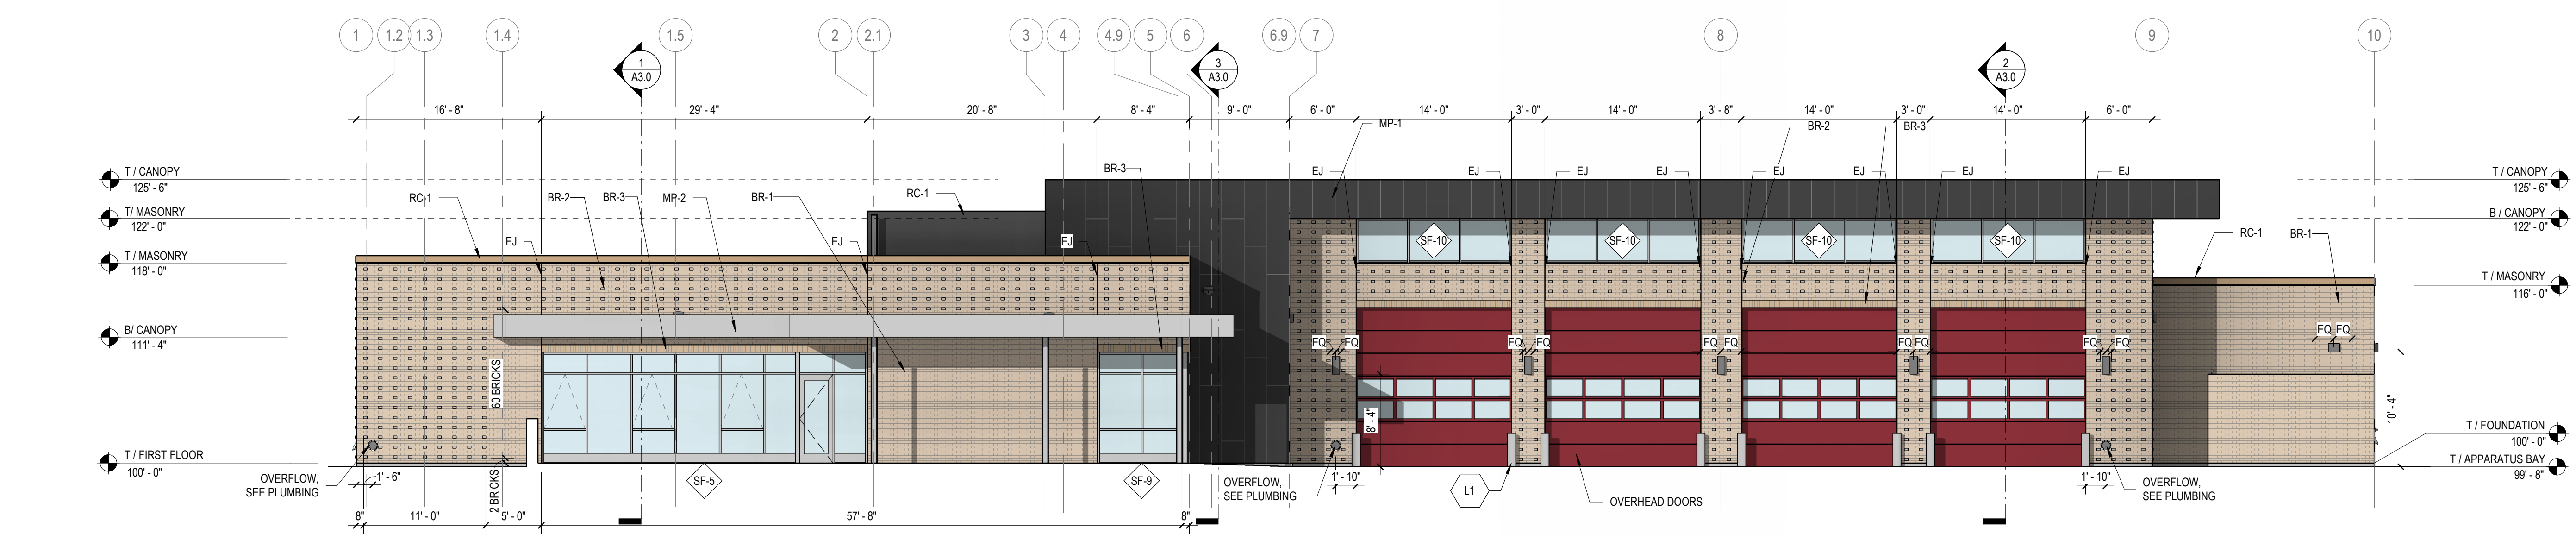 1
1.2
1.3
1.4
1.5
2
2.1
3
4
4.9
5
6
6.9
7
8
9
10
1
A3.0
3
A3.0
2
A3.0
16' - 8"
29' - 4"
20' - 8"
8' - 4"
9' - 0"
6' - 0"
14' - 0"
3' - 0"
14' - 0"
3' - 8"
14' - 0"
3' - 0"
14' - 0"
6' - 0"
MP-1
BR-2
BR-3
T / CANOPY
125' - 6"
T/ MASONRY
122' - 0"
T / MASONRY
118' - 0"
B/ CANOPY
111' - 4"
T / FIRST FLOOR
100' - 0"
RC-1
BR-2
BR-3
MP-2
BR-1
RC-1
BR-3
EJ
EJ
EJ
EJ
EJ
EJ
EJ
EJ
EJ
EJ
EJ
SF-10
SF-10
SF-10
SF-10
RC-1
BR-1
T / CANOPY
125' - 6"
B / CANOPY
122' - 0"
T / MASONRY
116' - 0"
T / FOUNDATION
100' - 0"
T / APPARATUS BAY
99' - 8"
EQ
EQ
EQ
EQ
EQ
EQ
EQ
EQ
EQ
EQ
EQ
EQ
60 BRICKS
2 BRICKS
8' - 4"
10' - 4"
OVERFLOW,
SEE PLUMBING
1' - 6"
SF-5
SF-9
OVERFLOW,
SEE PLUMBING
1' - 10"
L1
OVERHEAD DOORS
1' - 10"
OVERFLOW,
SEE PLUMBING
8"
11' - 0"
5' - 0"
57' - 8"
8"